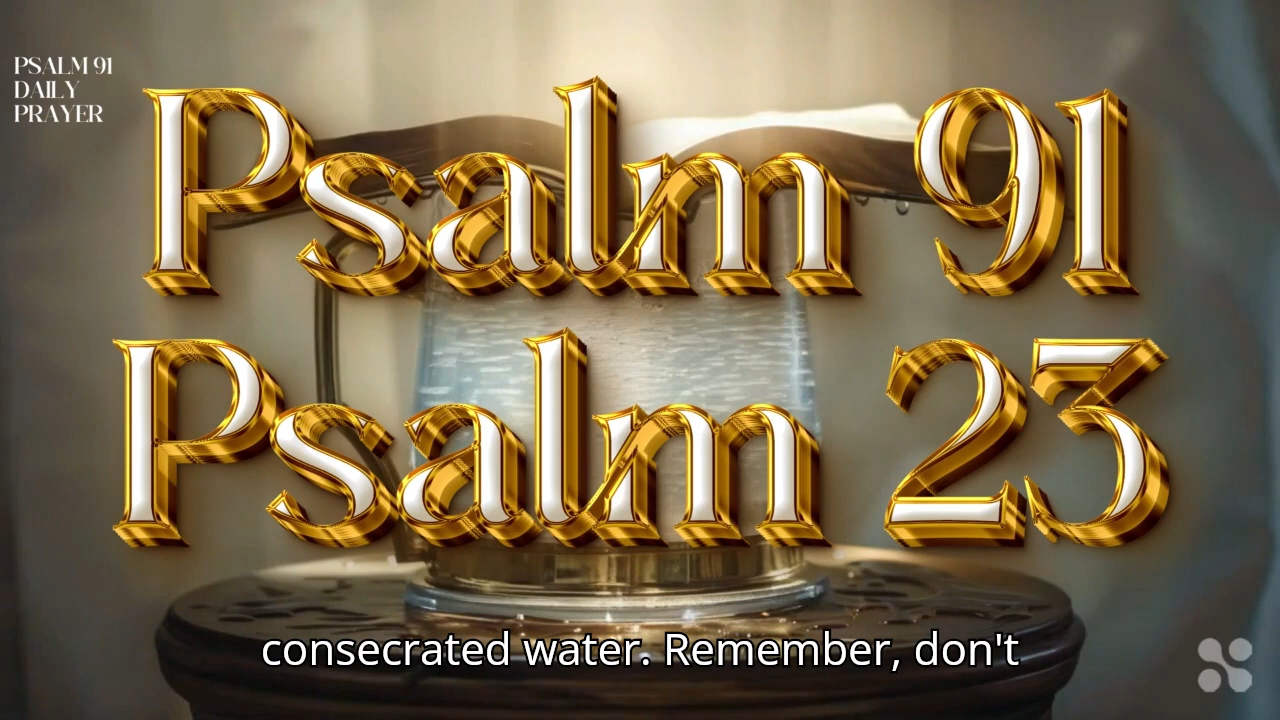 PSALM 91
DAILY
PRAYER
Psalm 91
Psalm 23
consecrated water. Remember, don't